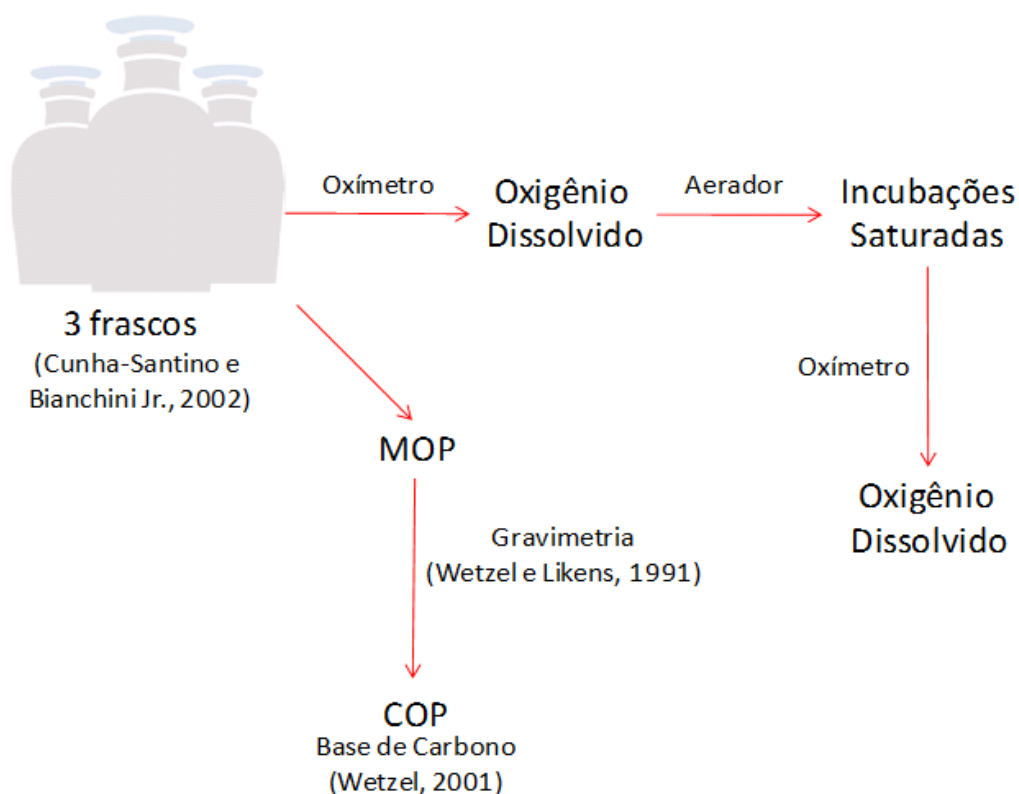 Oxímetro
Oxigênio
Dissolvido
Aerador
Incubações
Saturadas
3 frascos
(Cunha-Santino e
Bianchini Jr., 2002)
Oxímetro
MOP
Oxigênio
Dissolvido
Gravimetria
(Wetzel e Likens, 1991)
COP
Base de Carbono
(Wetzel, 2001)